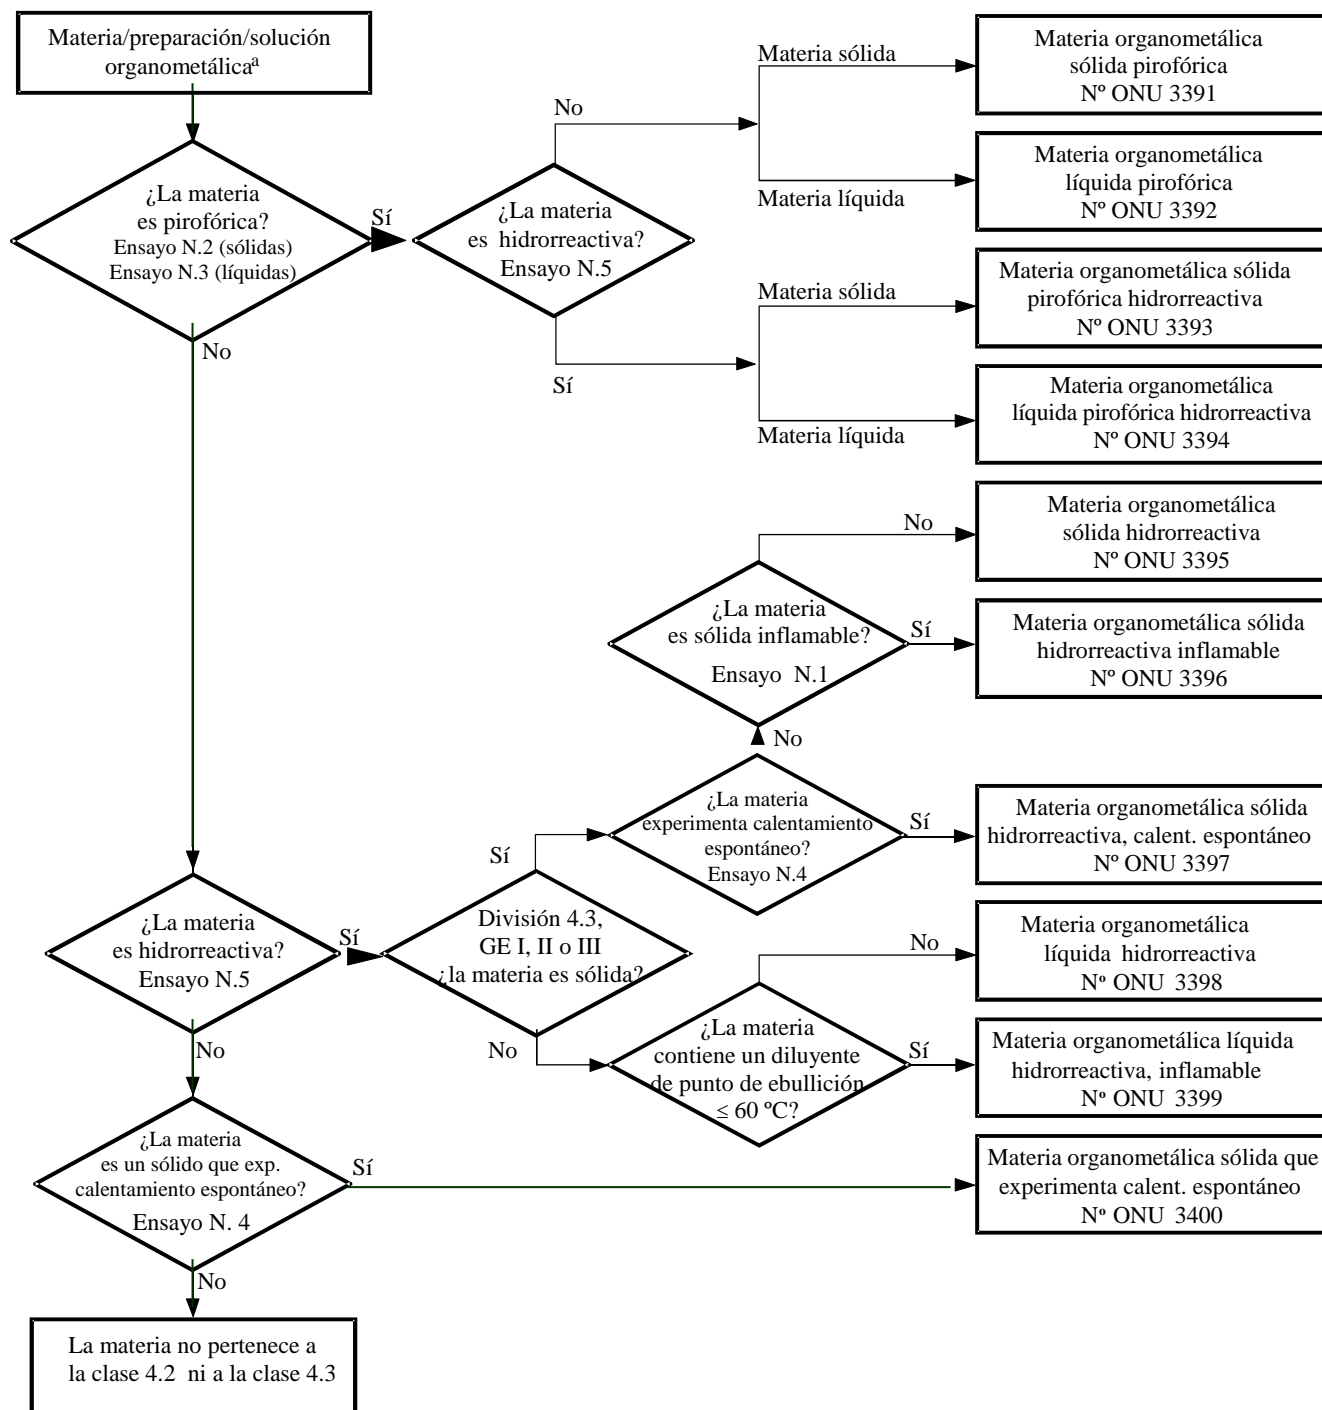 Materia/preparación/solución
organometálicaª
¿La materia
es pirofórica?
Ensayo N.2 (sólidas)
Ensayo N.3 (líquidas)
Sí
No
¿La materia
es hidrorreactiva?
Ensayo N.5
No
Sí
Materia sólida
Materia líquida
Materia organometálica
sólida pirofórica
Nº ONU 3391
Materia organometálica
líquida pirofórica
Nº ONU 3392
Materia sólida
Materia líquida
Materia organometálica sólida
pirofórica hidrorreactiva
Nº ONU 3393
Materia organometálica
líquida pirofórica hidrorreactiva
Nº ONU 3394
No
Materia organometálica
sólida hidrorreactiva
Nº ONU 3395
¿La materia
es sólida inflamable?
Ensayo N.1
Sí
Materia organometálica sólida
hidrorreactiva inflamable
Nº ONU 3396
No
¿La materia
experimenta calentamiento
espontáneo?
Ensayo N.4
Sí
Materia organometálica sólida
hidrorreactiva, calent. espontáneo
Nº ONU 3397
¿La materia
es hidrorreactiva?
Ensayo N.5
Sí
No
División 4.3,
GE I, II o III
¿la materia es sólida?
Sí
No
No
Materia organometálica
líquida hidrorreactiva
Nº ONU 3398
¿La materia
contiene un diluyente
de punto de ebullición
≤ 60 ºC?
Sí
Materia organometálica líquida
hidrorreactiva, inflamable
Nº ONU 3399
¿La materia
es un sólido que exp.
calentamiento espontáneo?
Ensayo N. 4
Sí
Materia organometálica sólida que
experimenta calent. espontáneo
Nº ONU 3400
No
La materia no pertenece a
la clase 4.2 ni a la clase 4.3